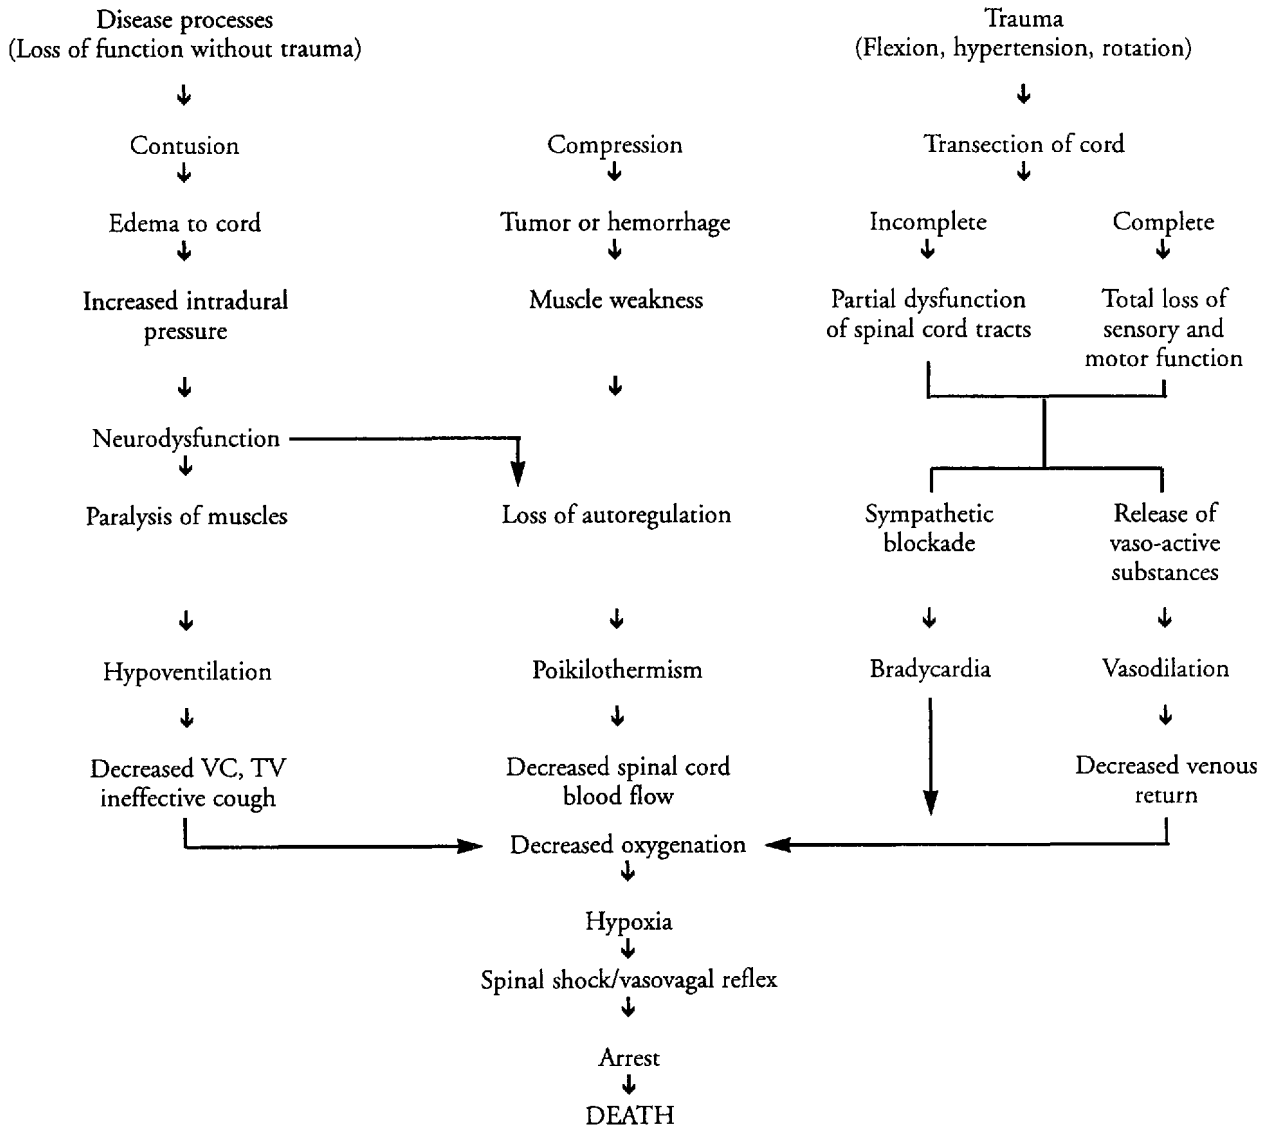 Disease processes
(Loss of function without trauma)
Trauma
(Flexion, hypertension, rotation)
Contusion
Compression
Transection of cord
Edema to cord
Tumor or hemorrhage
Incomplete
Complete
Increased intradural
pressure
Muscle weakness
Partial dysfunction
of spinal cord tracts
Total loss of
sensory and
motor function
Neurodysfunction
Paralysis of muscles
Loss of autoregulation
Sympathetic
blockade
Release of
vaso-active
substances
Hypoventilation
Poikilothermism
Bradycardia
Vasodilation
Decreased VC, TV
ineffective cough
Decreased spinal cord
blood flow
Decreased venous
return
Decreased oxygenation
Hypoxia
Spinal shock/vasovagal reflex
Arrest
DEATH